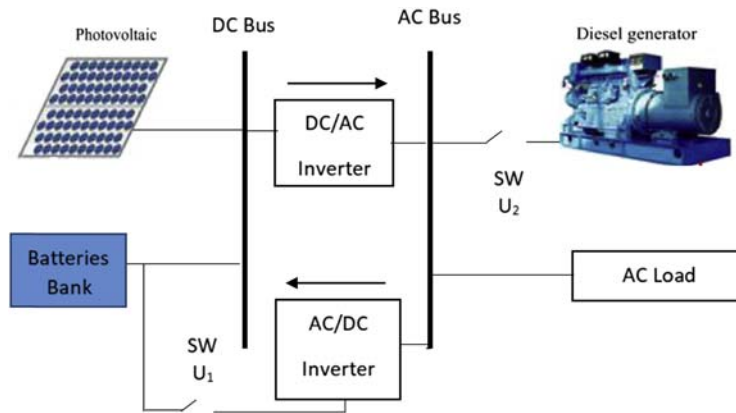 DC Bus
AC Bus
Photovoltaic
Diesel generator
DC/AC
Inverter
SW
U₂
Batteries
Bank
AC Load
AC/DC
Inverter
SW
U₁